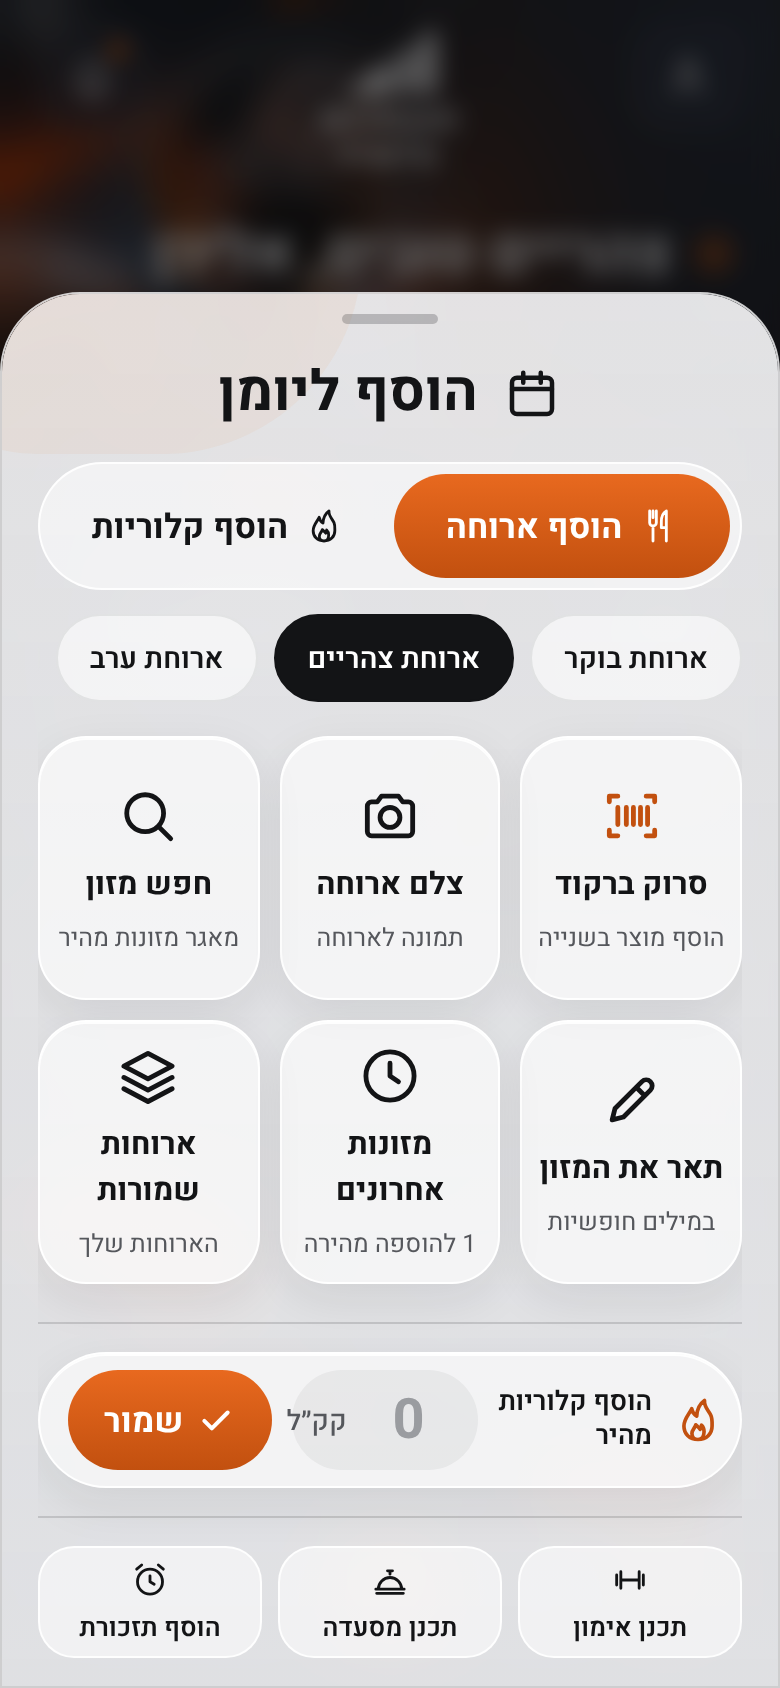 הוסף ליומן
הוסף ארוחה
הוסף קלוריות
ארוחת בוקר
ארוחת צהריים
ארוחת ערב
סרוק ברקוד
הוסף מוצר בשנייה
צלם ארוחה
תמונה לארוחה
חפש מזון
מאגר מזונות מהיר
תאר את המזון
במילים חופשיות
מזונות
אחרונים
1 להוספה מהירה
ארוחות
שמורות
הארוחות שלך
הוסף קלוריות
מהיר
0
קק״ל
שמור
תכנן אימון
תכנן מסעדה
הוסף תזכורת